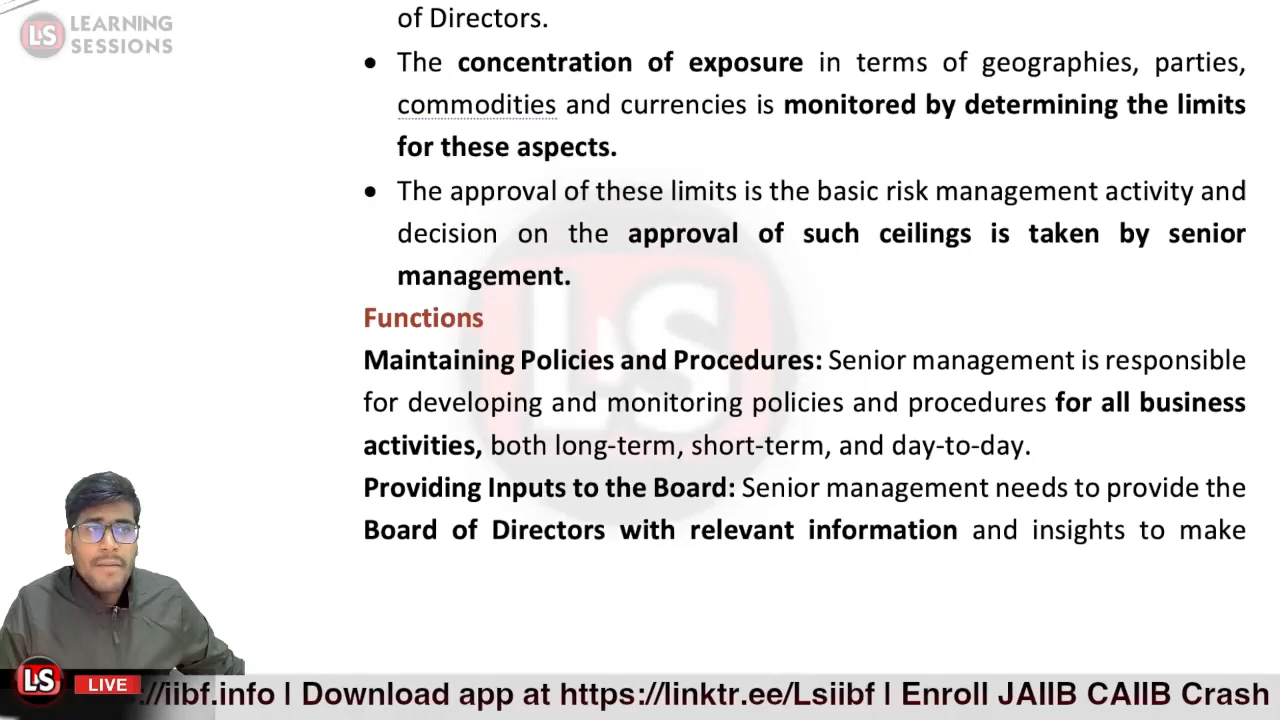 LS LEARNING
SESSIONS
of Directors.
• The concentration of exposure in terms of geographies, parties,
commodities and currencies is monitored by determining the limits
for these aspects.
• The approval of these limits is the basic risk management activity and
decision on the approval of such ceilings is taken by senior
management.
Functions
Maintaining Policies and Procedures: Senior management is responsible
for developing and monitoring policies and procedures for all business
activities, both long-term, short-term, and day-to-day.
Providing Inputs to the Board: Senior management needs to provide the
Board of Directors with relevant information and insights to make
LS
LS LIVE ://iibf.info | Download app at https://linktr.ee/Lsiibf | Enroll JAIIB CAIIB Crash